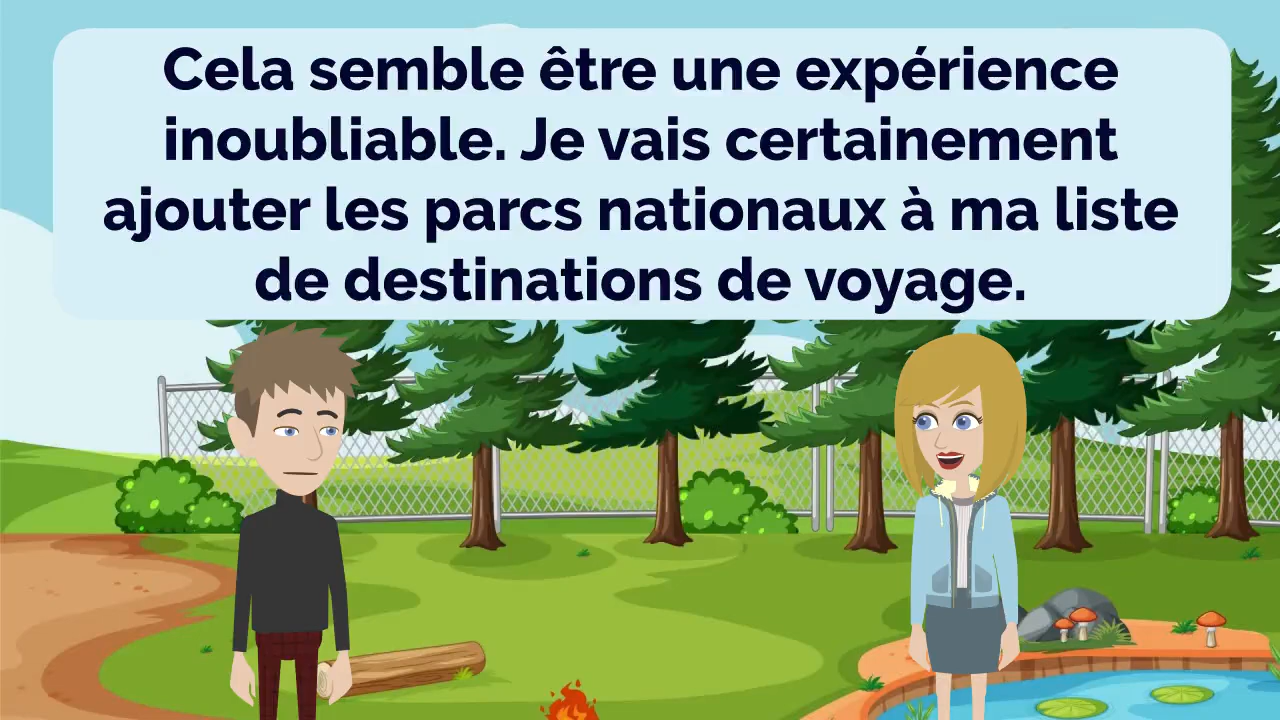 Cela semble être une expérience
inoubliable. Je vais certainement
ajouter les parcs nationaux à ma liste
de destinations de voyage.